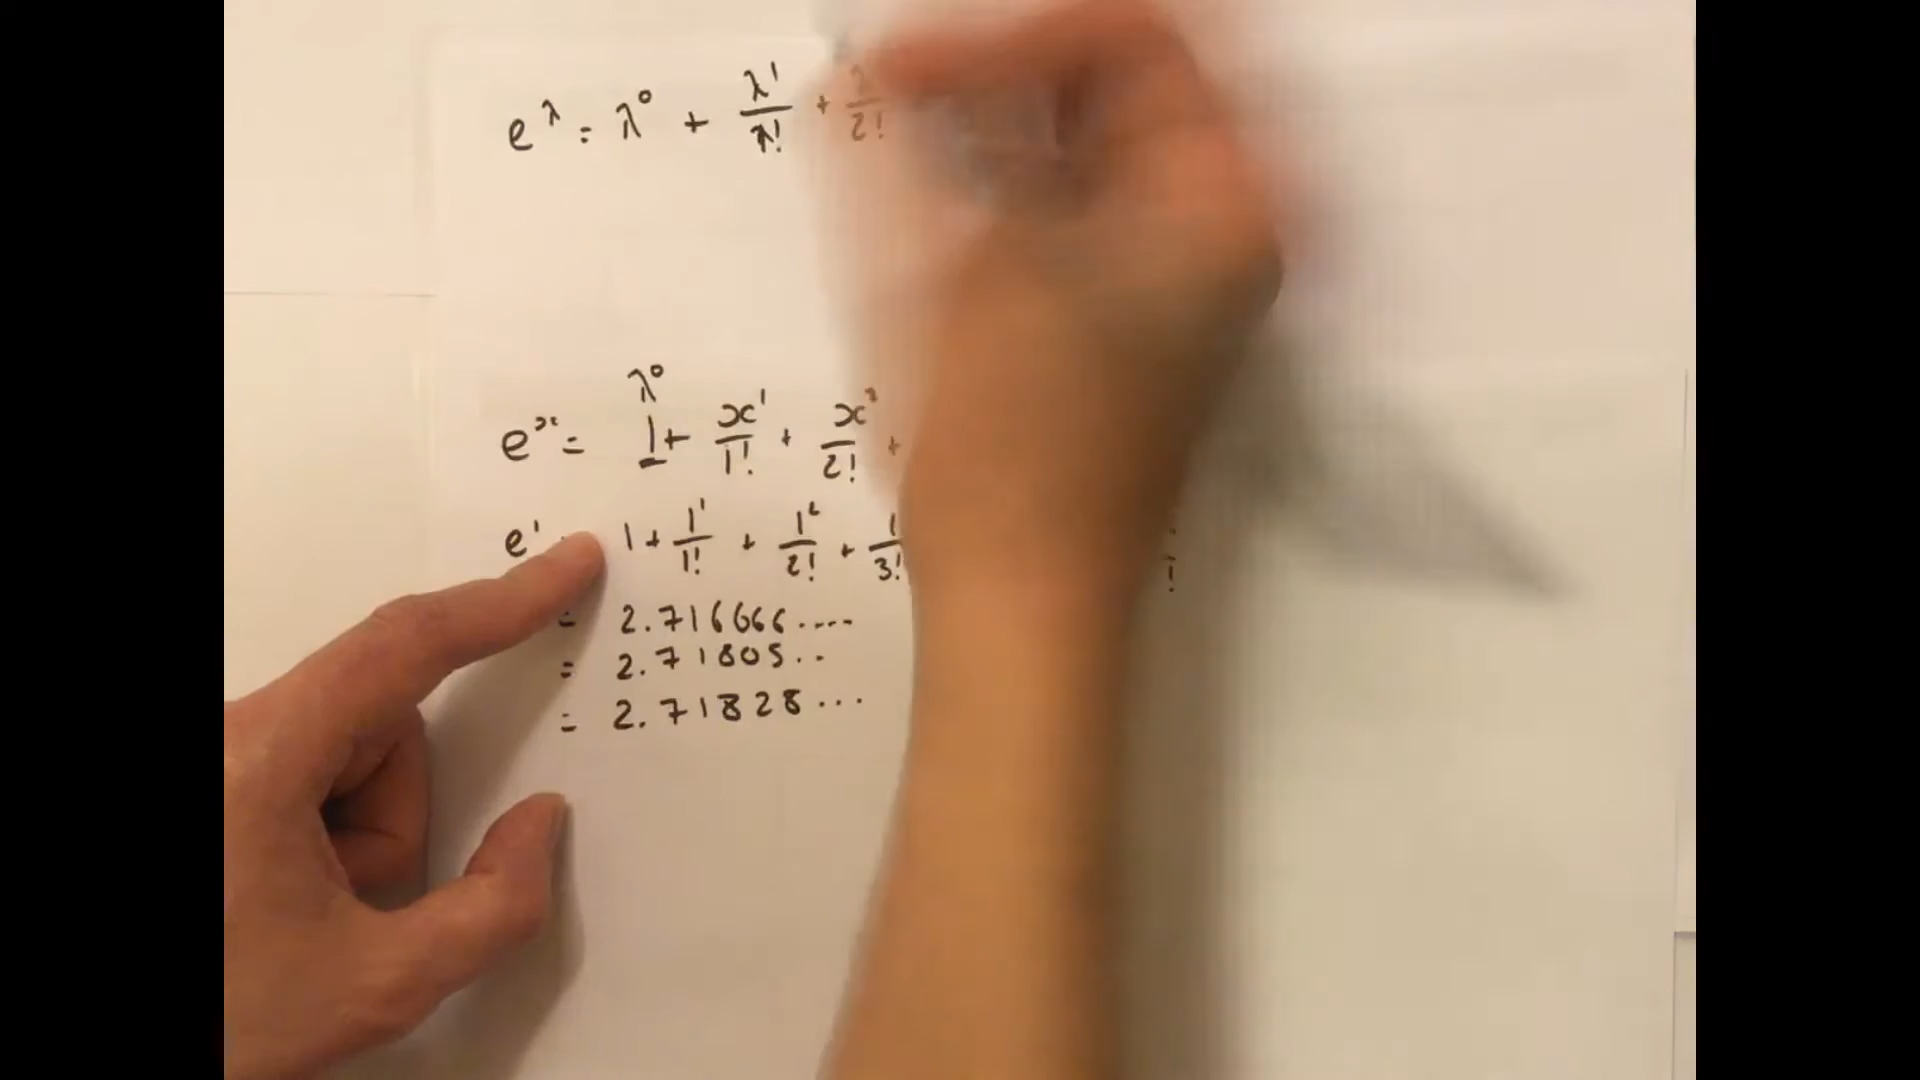 e^λ = λ^0 + λ^1/1! + λ/2!
λ^0
e^x = 1 + x^1/1! + x^2/2! +
e^1 1 + 1^1/1! + 1^2/2! + 1/3! !
= 2.716666....
= 2.71805..
= 2.71828...